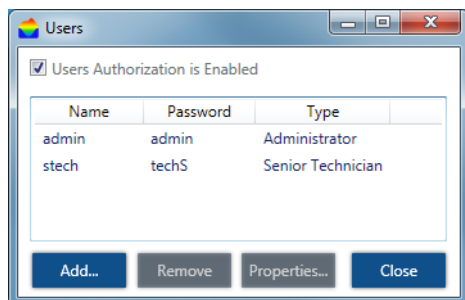 Users
Users Authorization is Enabled
Name Password Type
admin admin Administrator
stech techS Senior Technician
Add... Remove Properties... Close